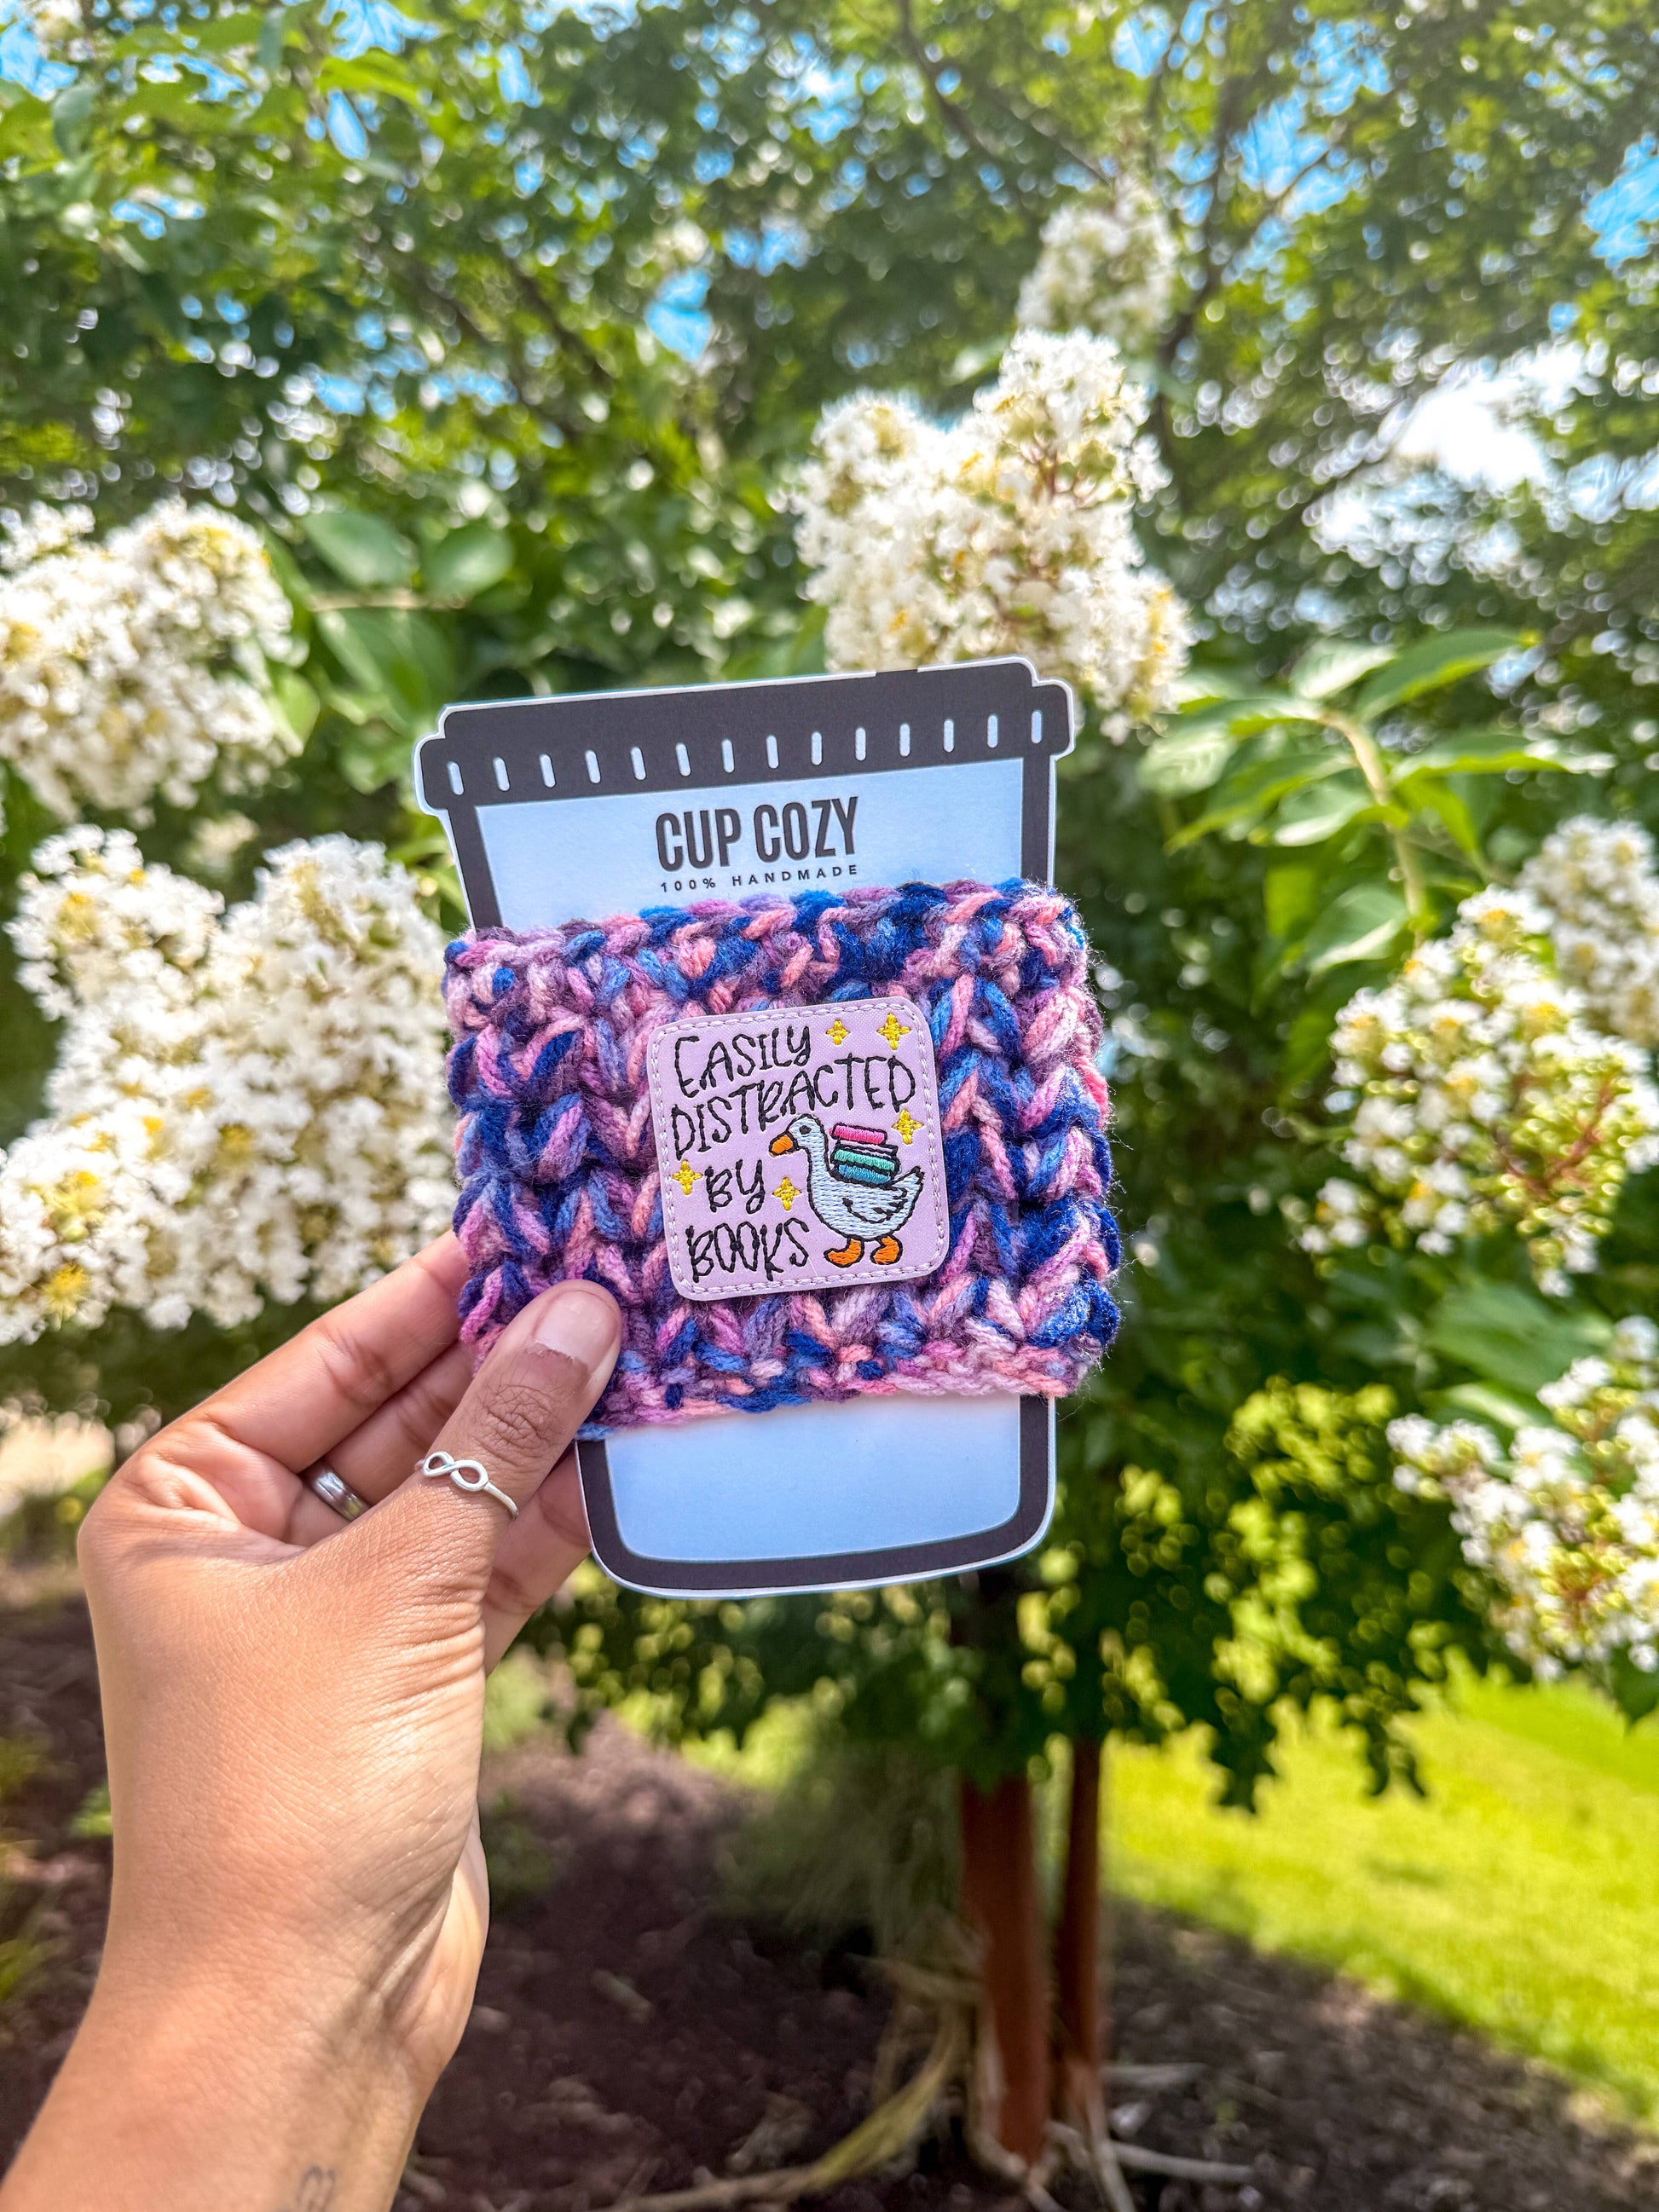 CUP COZY
100% HANDMADE
EASILY
DISTRACTED
BY
BOOKS